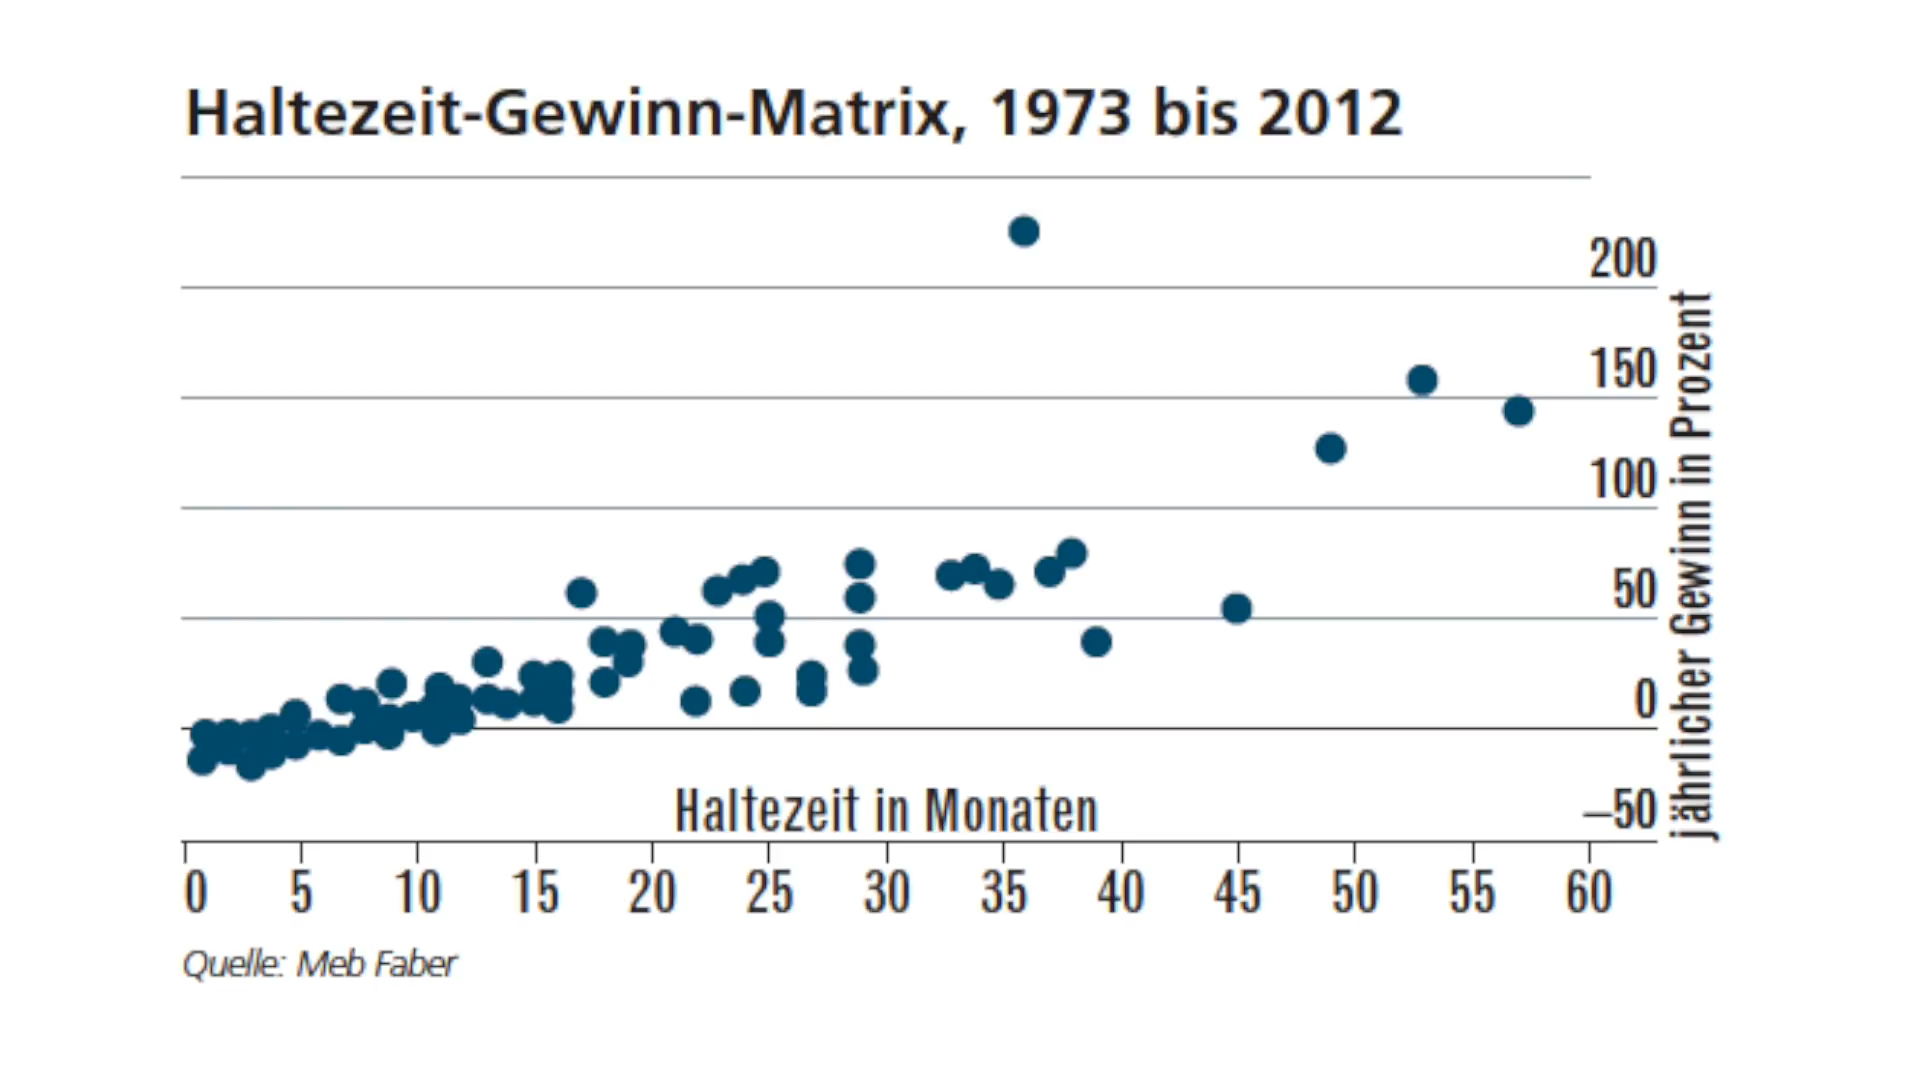 Haltezeit-Gewinn-Matrix, 1973 bis 2012
200
150
100
50
0
–50
jährlicher Gewinn in Prozent
Haltezeit in Monaten
0 5 10 15 20 25 30 35 40 45 50 55 60
Quelle: Meb Faber